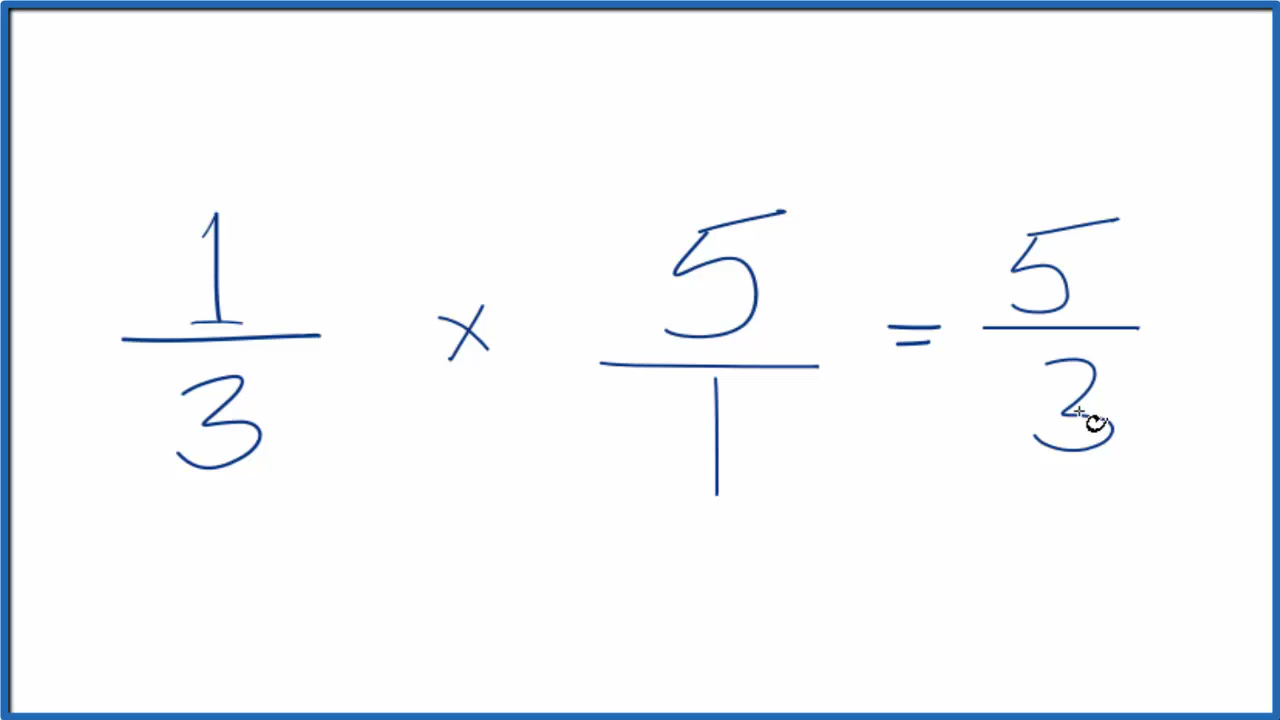 1/3 x 5/1 = 5/3